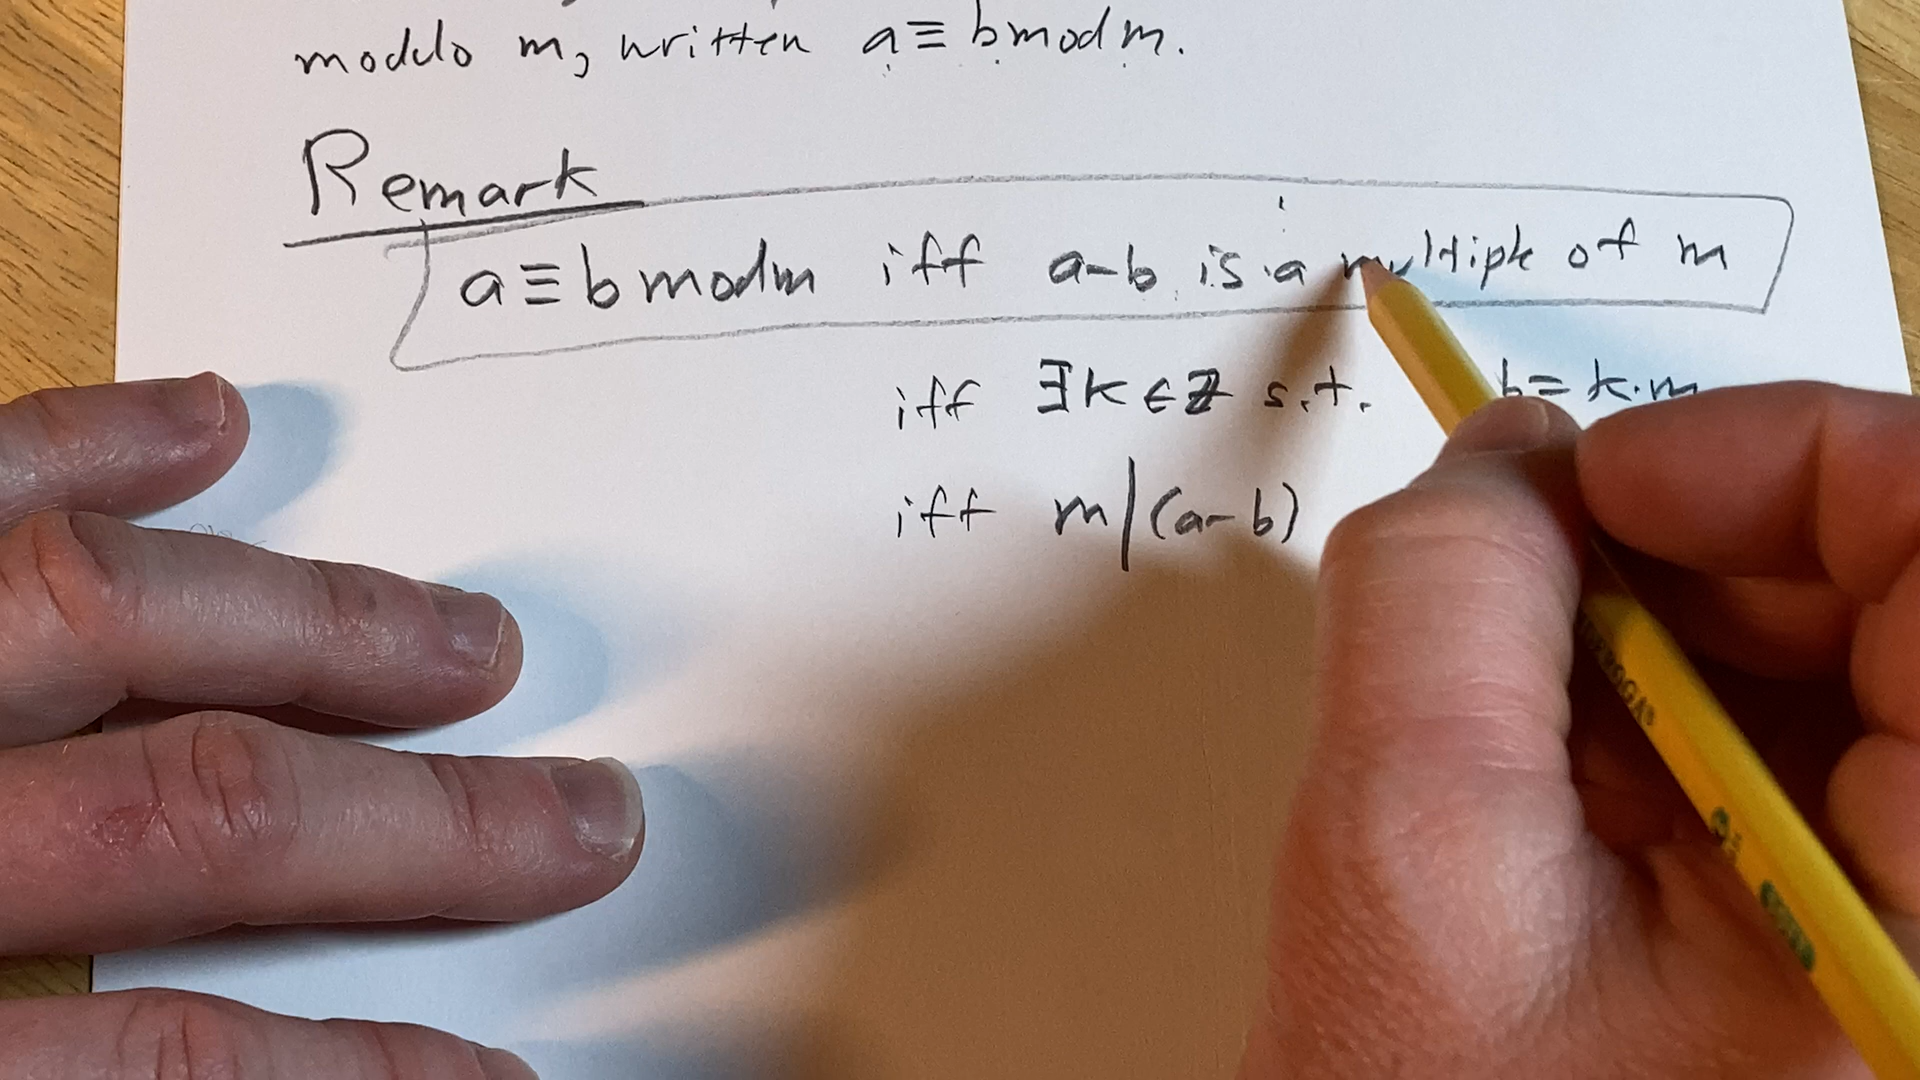 modulo m, written a ≡ b mod m.
Remark
a ≡ b mod m iff a-b is a multiple of m
iff ∃ k ∈ ℤ s.t. b = k·m
iff m|(a-b)